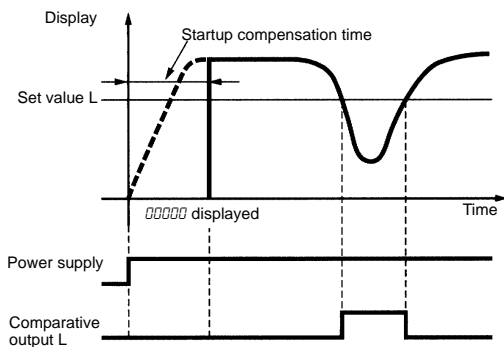 Display
Startup compensation time
Set value L
00000 displayed
Time
Power supply
Comparative
output L